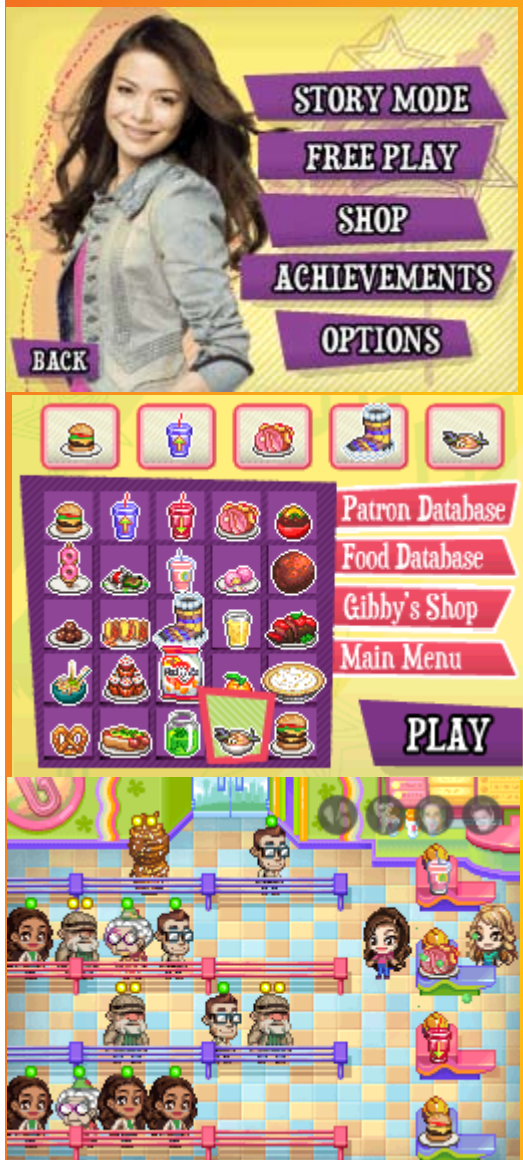 STORY MODE
FREE PLAY
SHOP
ACHIEVEMENTS
OPTIONS
BACK
Patron Database
Food Database
Gibby's Shop
Main Menu
PLAY